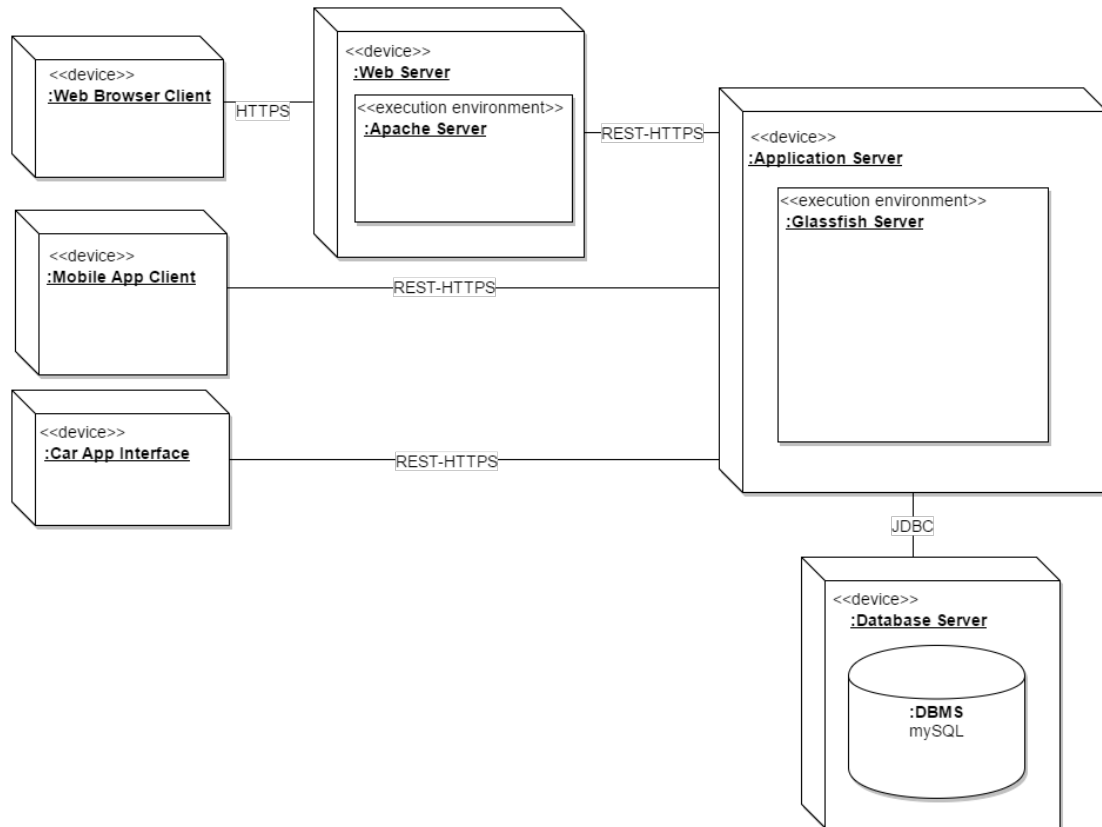 <<device>>
:Web Browser Client
HTTPS
<<device>>
:Web Server
<<execution environment>>
:Apache Server
REST-HTTPS
<<device>>
:Application Server
<<execution environment>>
:Glassfish Server
<<device>>
:Mobile App Client
REST-HTTPS
<<device>>
:Car App Interface
REST-HTTPS
JDBC
<<device>>
:Database Server
:DBMS
mySQL